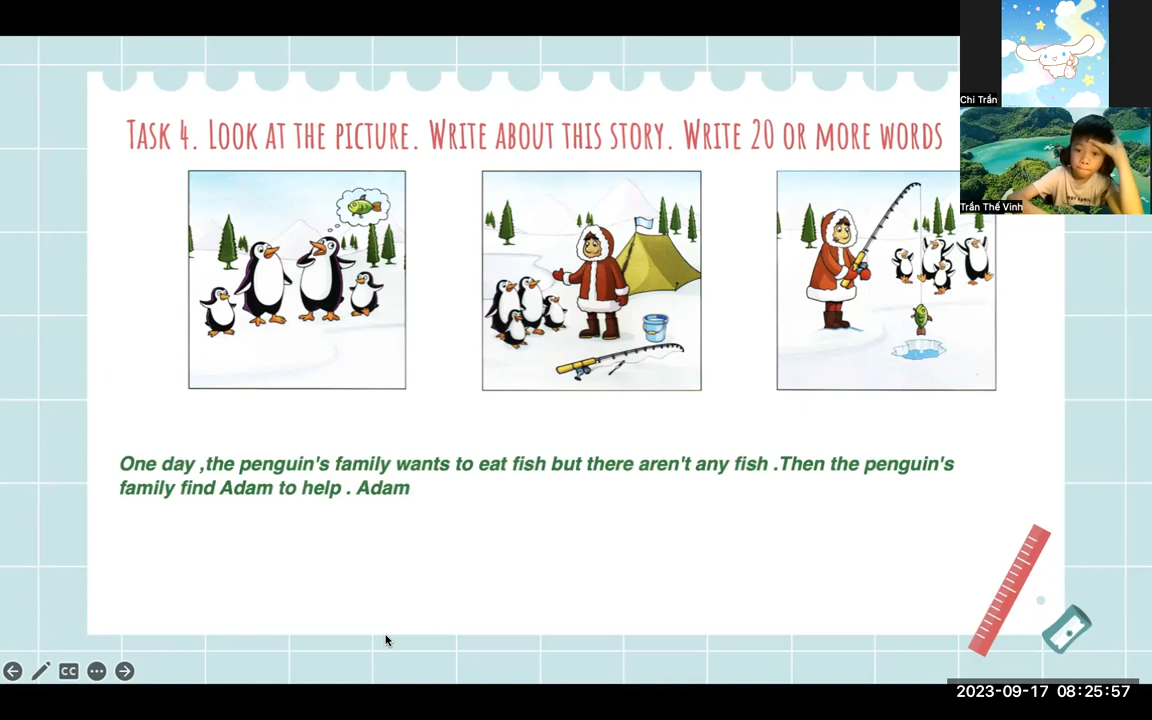 TASK 4. LOOK AT THE PICTURE. WRITE ABOUT THIS STORY. WRITE 20 OR MORE WORDS
Chi Trần
Trần Thế Vinh
One day ,the penguin's family wants to eat fish but there aren't any fish .Then the penguin's
family find Adam to help . Adam
CC
2023-09-17 08:25:57